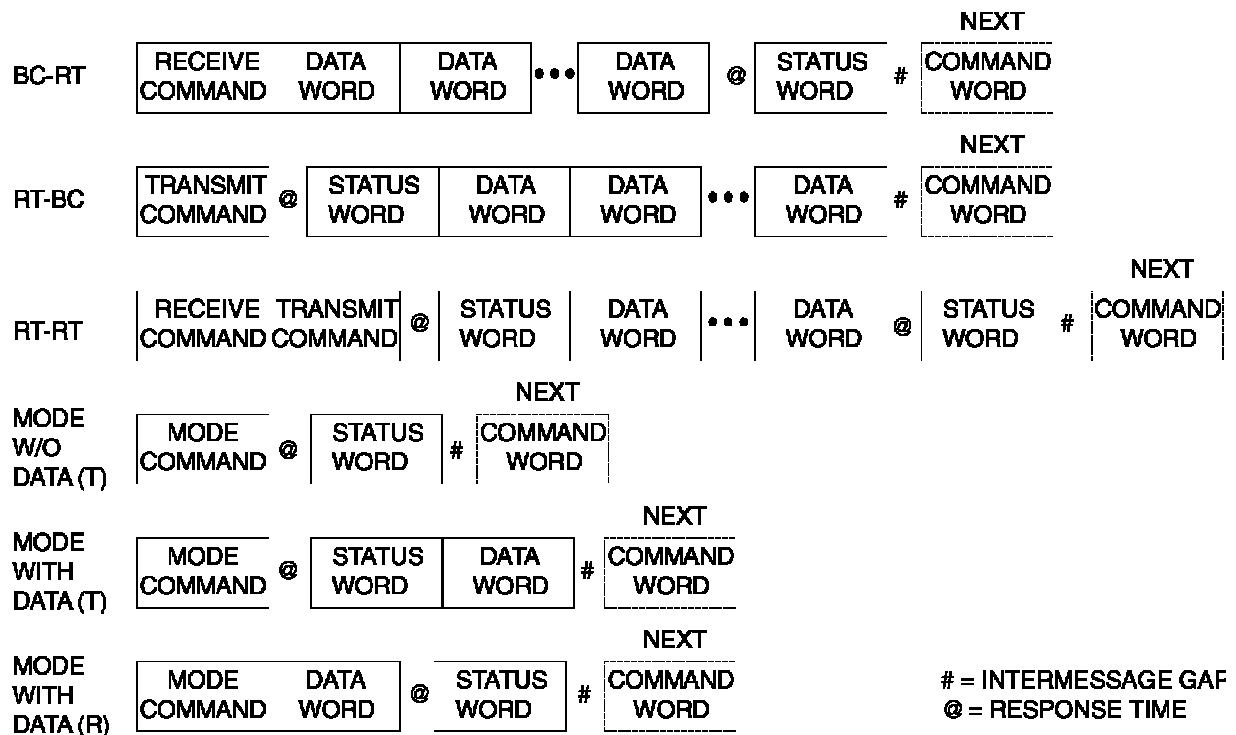 NEXT
BC-RT RECEIVE COMMAND DATA WORD DATA WORD ••• DATA WORD @ STATUS WORD # COMMAND WORD
NEXT
RT-BC TRANSMIT COMMAND @ STATUS WORD DATA WORD DATA WORD ••• DATA WORD # COMMAND WORD
NEXT
RT-RT RECEIVE COMMAND TRANSMIT COMMAND @ STATUS WORD DATA WORD ••• DATA WORD @ STATUS WORD # COMMAND WORD
NEXT
MODE W/O DATA (T) MODE COMMAND @ STATUS WORD # COMMAND WORD
NEXT
MODE WITH DATA (T) MODE COMMAND @ STATUS WORD DATA WORD # COMMAND WORD
NEXT
MODE WITH DATA (R) MODE COMMAND DATA WORD @ STATUS WORD # COMMAND WORD
# = INTERMESSAGE GAP
@ = RESPONSE TIME